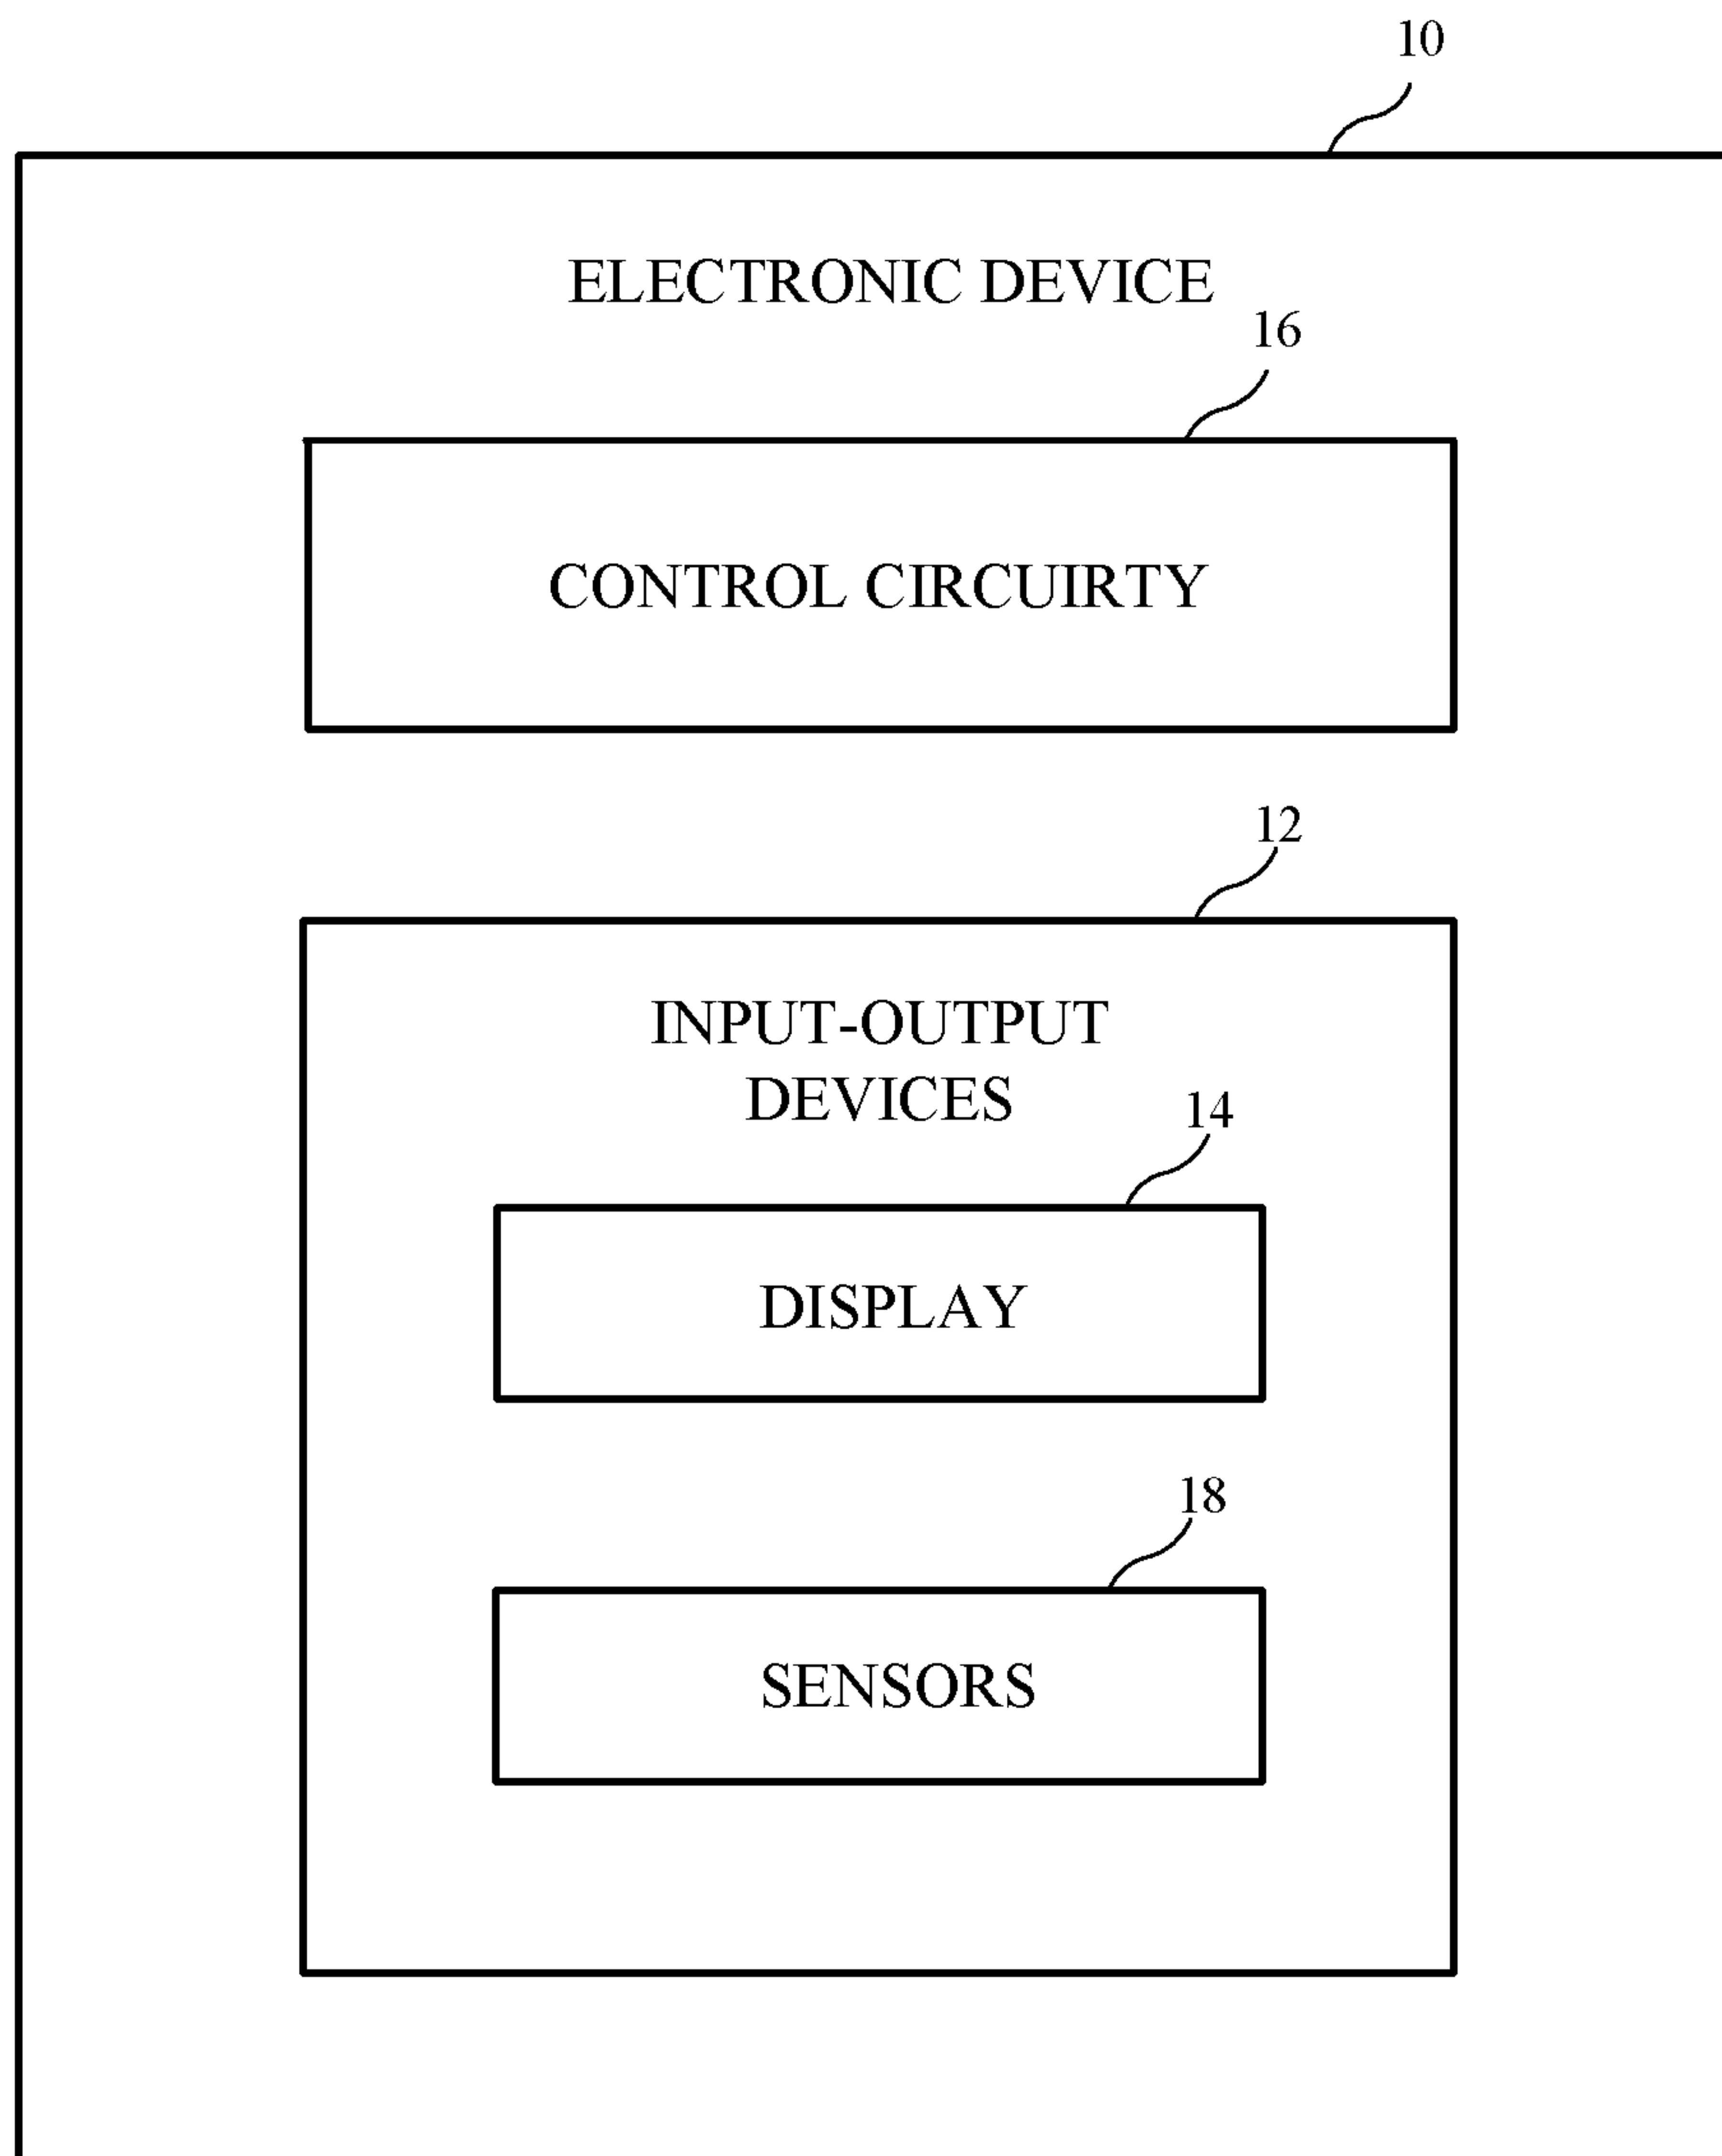 10
ELECTRONIC DEVICE
16
CONTROL CIRCUIRTY
12
INPUT-OUTPUT
DEVICES
14
DISPLAY
18
SENSORS